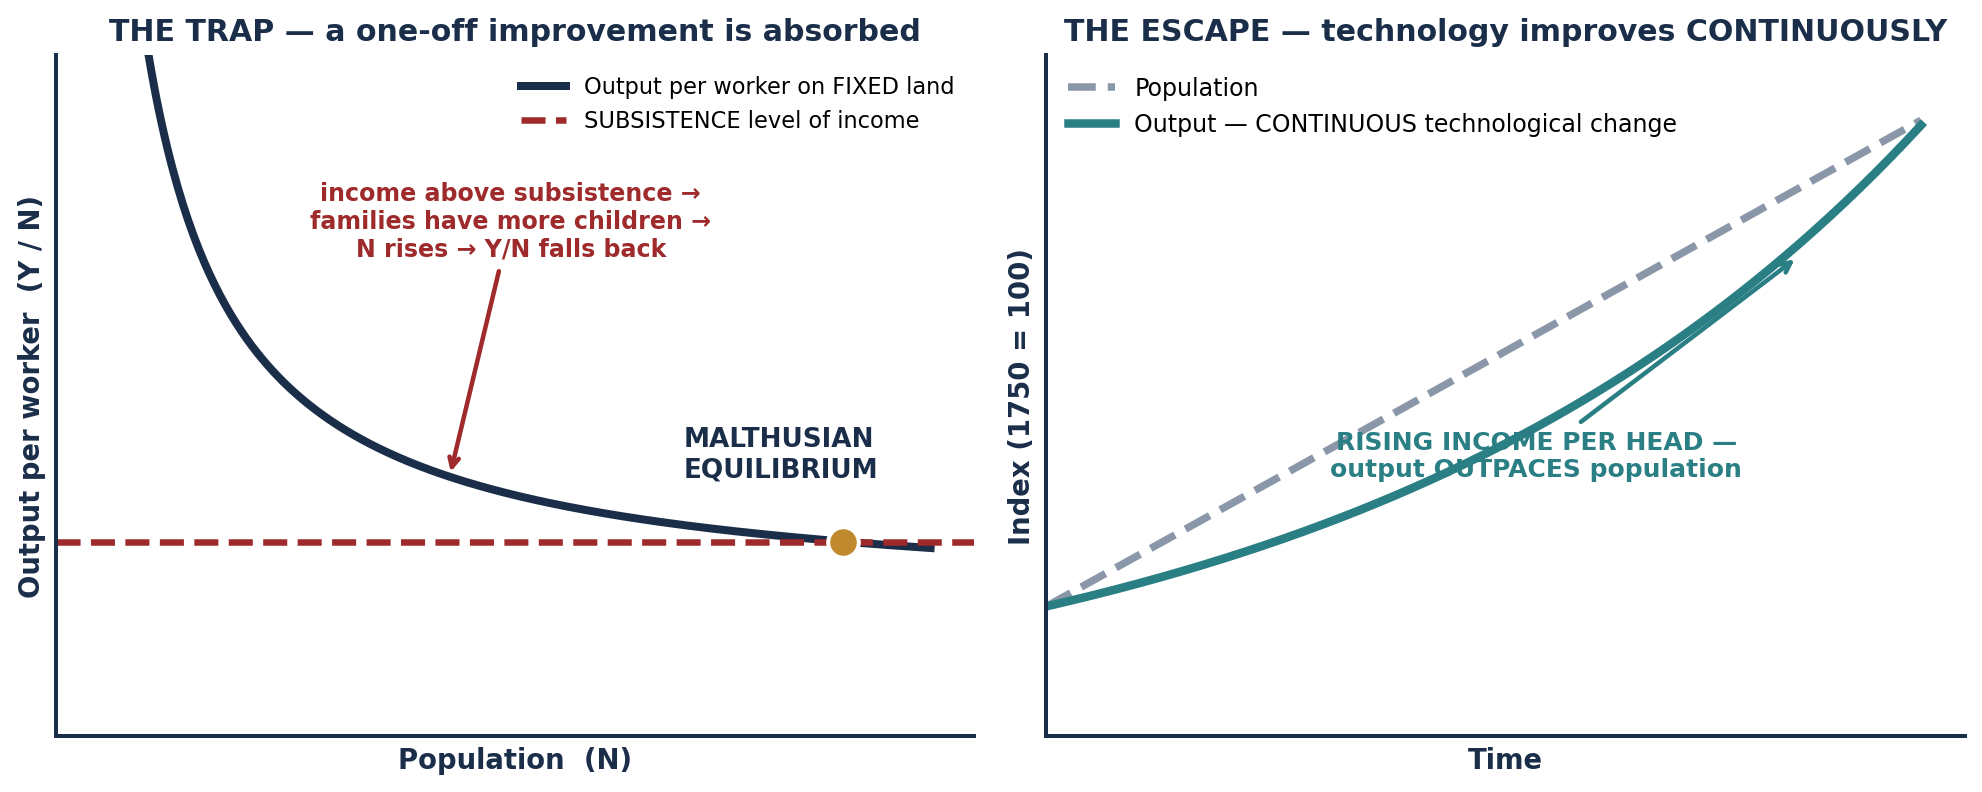 THE TRAP — a one-off improvement is absorbed
Output per worker on FIXED land
SUBSISTENCE level of income
income above subsistence →
families have more children →
N rises → Y/N falls back
MALTHUSIAN
EQUILIBRIUM
Output per worker (Y / N)
Population (N)
THE ESCAPE — technology improves CONTINUOUSLY
Population
Output — CONTINUOUS technological change
RISING INCOME PER HEAD —
output OUTPACES population
Index (1750 = 100)
Time